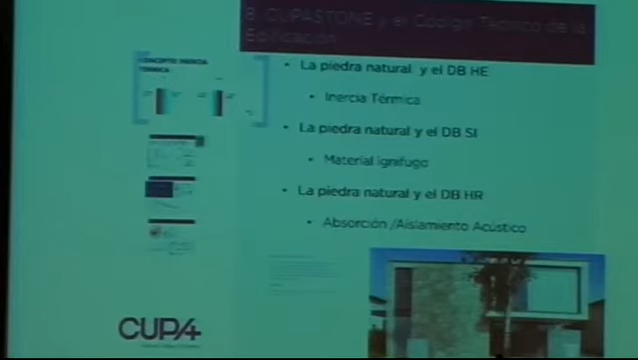 8. CUPASTONE y el Código Técnico de la
Edificación
CONCEPTO INERCIA
TÉRMICA
• La piedra natural y el DB HE
• Inercia Térmica
• La piedra natural y el DB SI
• Material ignífugo
• La piedra natural y el DB HR
• Absorción /Aislamiento Acústico
CUPA